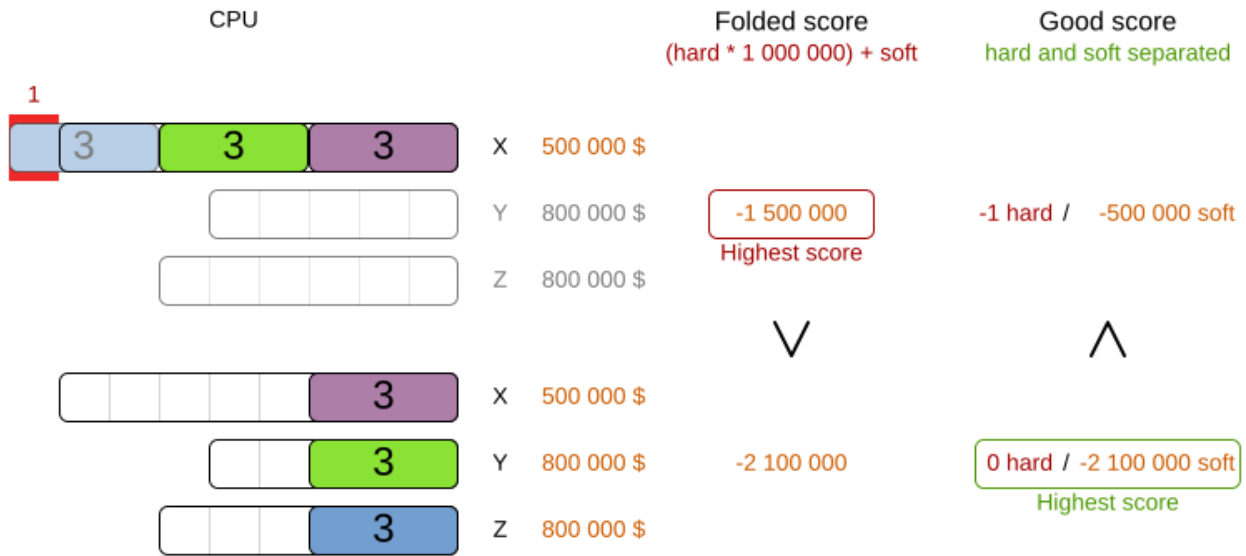 CPU Folded score Good score
(hard * 1 000 000) + soft hard and soft separated
1
3 3 3 X 500 000 $
Y 800 000 $ -1 500 000 -1 hard / -500 000 soft
Highest score
Z 800 000 $
3 X 500 000 $
3 Y 800 000 $ -2 100 000 0 hard / -2 100 000 soft
Highest score
3 Z 800 000 $